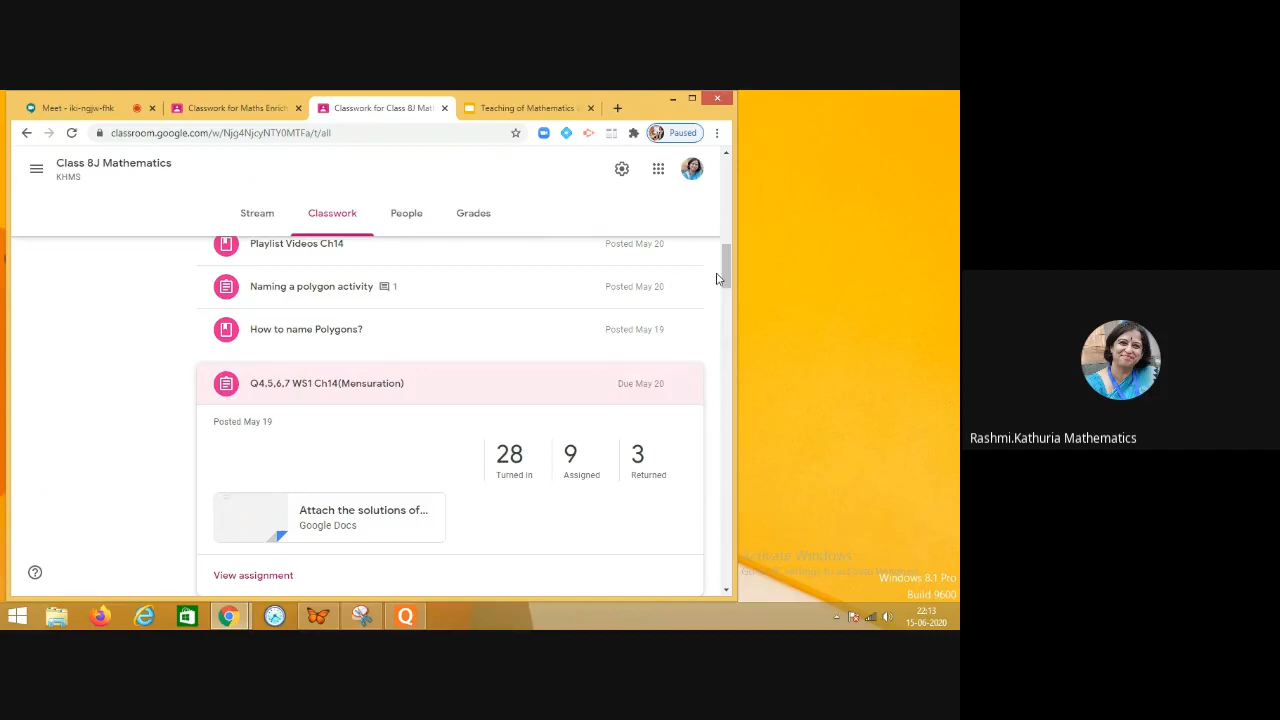 Meet - iki-ngjw-fhk
Classwork for Maths Enrich
Classwork for Class 8J Mat
Teaching of Mathematics
classroom.google.com/w/Njg4NjcyNTY0MTFa/t/all
Paused
Class 8J Mathematics
KHMS
Stream
Classwork
People
Grades
Playlist Videos Ch14
Posted May 20
Naming a polygon activity 1
Posted May 20
How to name Polygons?
Posted May 19
Q4,5,6,7 WS1 Ch14(Mensuration)
Due May 20
Posted May 19
28
Turned in
9
Assigned
3
Returned
Attach the solutions of...
Google Docs
View assignment
Activate Windows
Windows 8.1 Pro
Build 9600
22:13
15-06-2020
Rashmi.Kathuria Mathematics